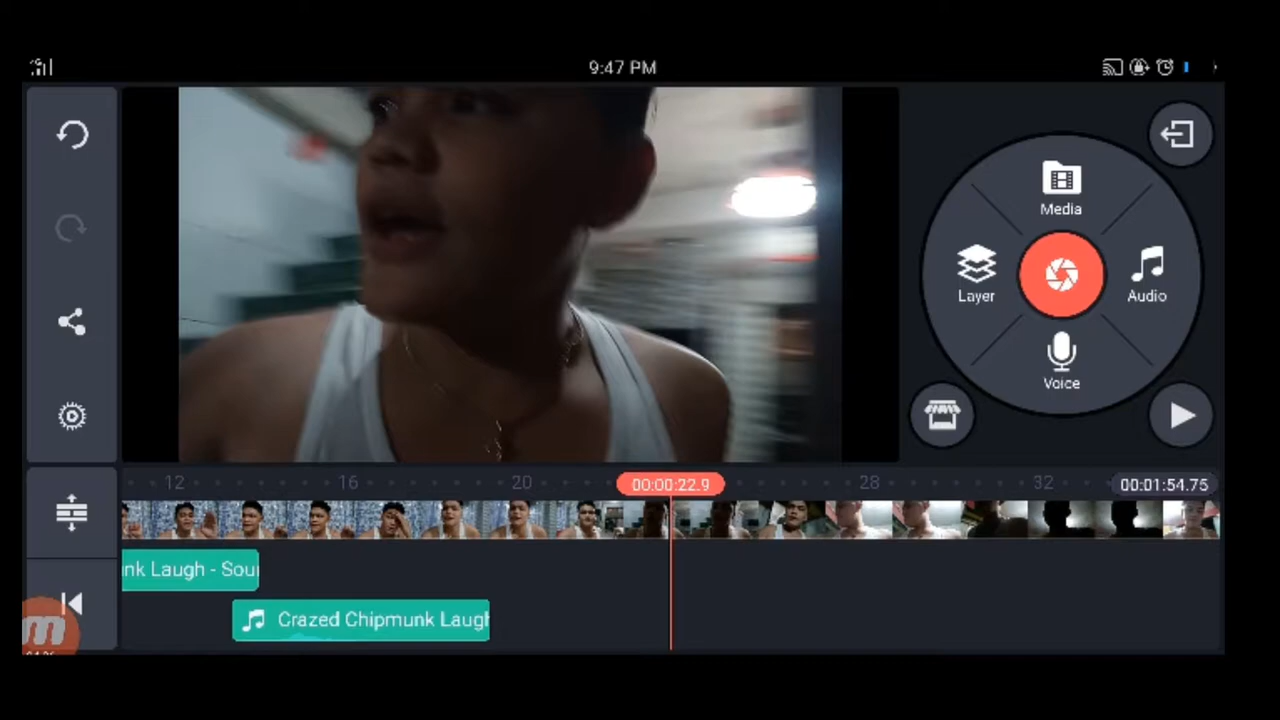 9:47 PM
Media
Layer
Audio
Voice
12
16
20
00:00:22.9
28
32
00:01:54.75
nk Laugh - Soun
Crazed Chipmunk Laugh
m